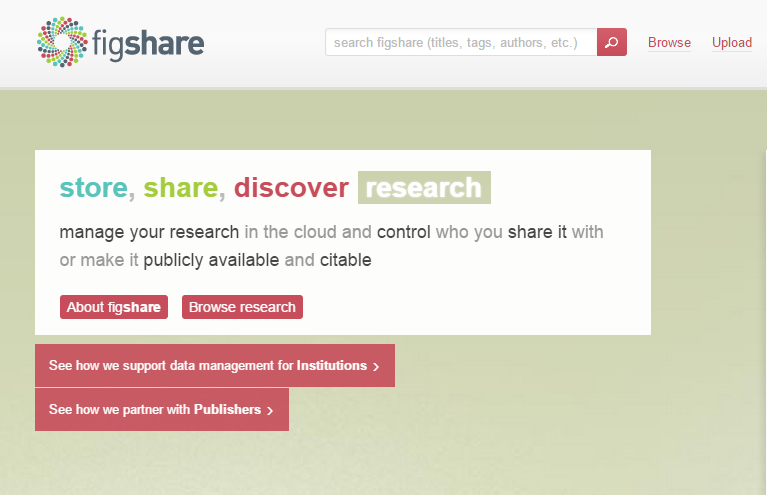 figshare
search figshare (titles, tags, authors, etc.)
Browse
Upload
store, share, discover research
manage your research in the cloud and control who you share it with
or make it publicly available and citable
About figshare
Browse research
See how we support data management for Institutions ›
See how we partner with Publishers ›